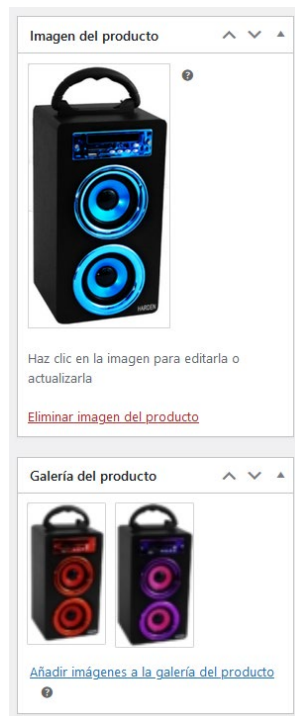 Imagen del producto
HARDEN
Haz clic en la imagen para editarla o
actualizarla
Eliminar imagen del producto
Galería del producto
Añadir imágenes a la galería del producto